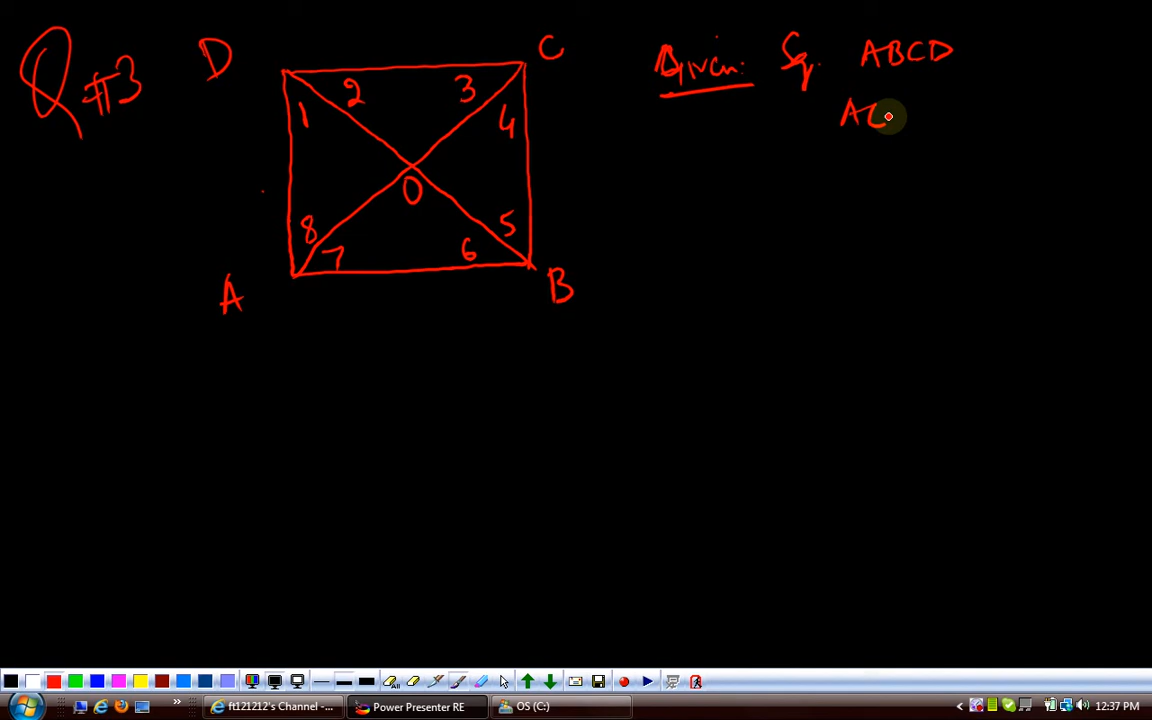 Q #3
D
C
Given: Sq. ABCD
AC
2
3
1
4
O
8
5
7
6
A
B
ft121212's Channel -...
Power Presenter RE
OS (C:)
12:37 PM